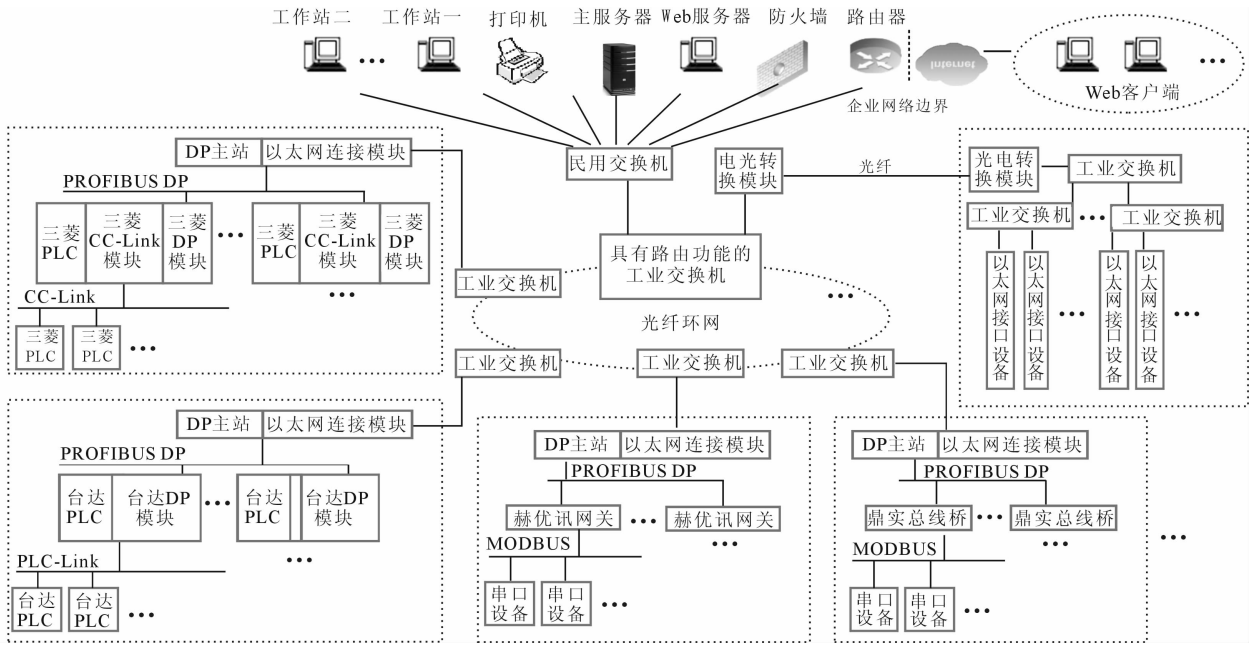 工作站二
工作站一
打印机
主服务器
Web服务器
防火墙
路由器
Internet
企业网络边界
Web客户端
民用交换机
电光转
换模块
光纤
光电转
换模块
工业交换机
工业交换机
工业交换机
以太网接口设备
以太网接口设备
以太网接口设备
以太网接口设备
具有路由功能的
工业交换机
光纤环网
工业交换机
工业交换机
工业交换机
工业交换机
DP主站
以太网连接模块
PROFIBUS DP
三菱
PLC
三菱
CC-Link
模块
三菱
DP
模块
三菱
PLC
三菱
CC-Link
模块
三菱
DP
模块
CC-Link
三菱
PLC
三菱
PLC
DP主站
以太网连接模块
PROFIBUS DP
台达
PLC
台达DP
模块
台达
PLC
台达DP
模块
PLC-Link
台达
PLC
台达
PLC
DP主站
以太网连接模块
PROFIBUS DP
赫优讯网关
赫优讯网关
MODBUS
串口
设备
串口
设备
DP主站
以太网连接模块
PROFIBUS DP
鼎实总线桥
鼎实总线桥
MODBUS
串口
设备
串口
设备